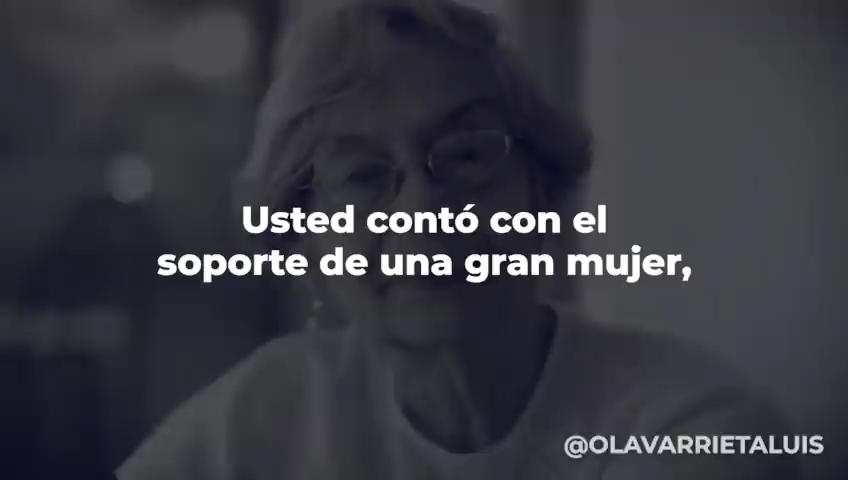 Usted contó con el
soporte de una gran mujer,
@OLAVARRIETALUIS